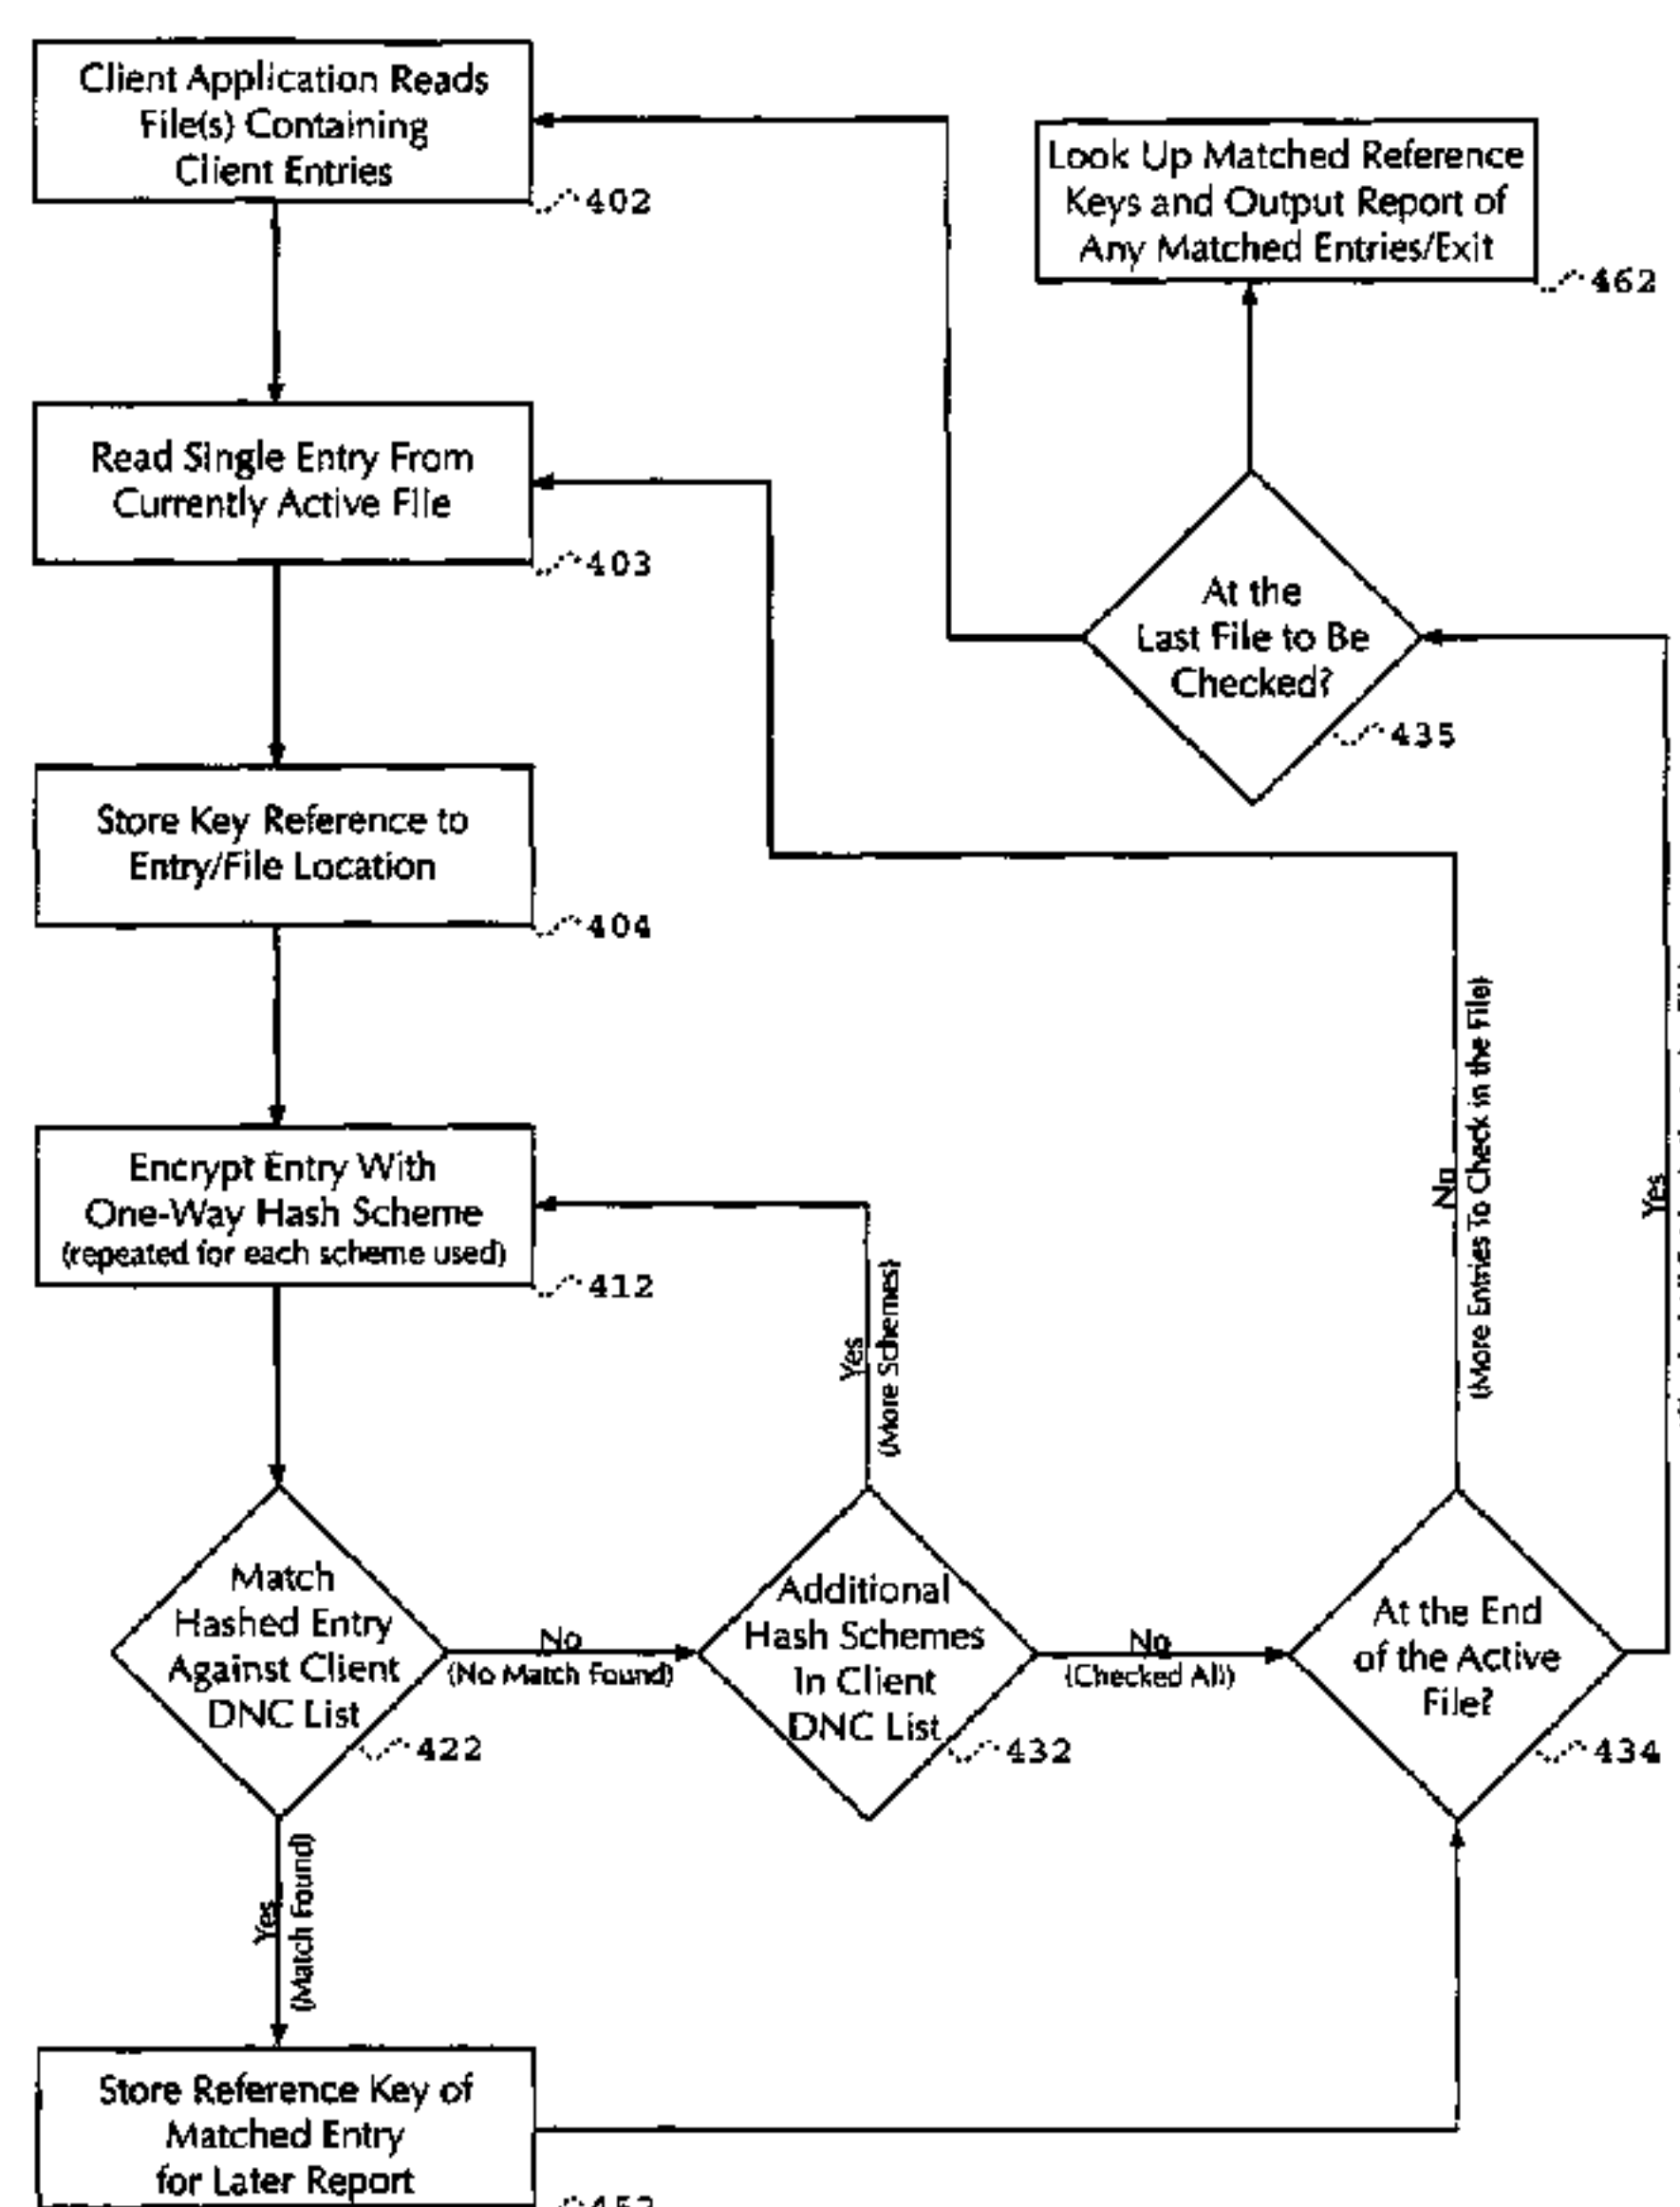 Client Application Reads
File(s) Containing
Client Entries
402
Look Up Matched Reference
Keys and Output Report of
Any Matched Entries/Exit
462
Read Single Entry From
Currently Active File
403
At the
Last File to Be
Checked?
435
Store Key Reference to
Entry/File Location
404
Encrypt Entry With
One-Way Hash Scheme
(repeated for each scheme used)
412
Yes
(More Schemes)
No
(More Entries To Check in the File)
Yes
Match
Hashed Entry
Against Client
DNC List
422
No
(No Match Found)
Additional
Hash Schemes
In Client
DNC List
432
No
(Checked All)
At the End
of the Active
File?
434
Yes
(Match Found)
Store Reference Key of
Matched Entry
for Later Report